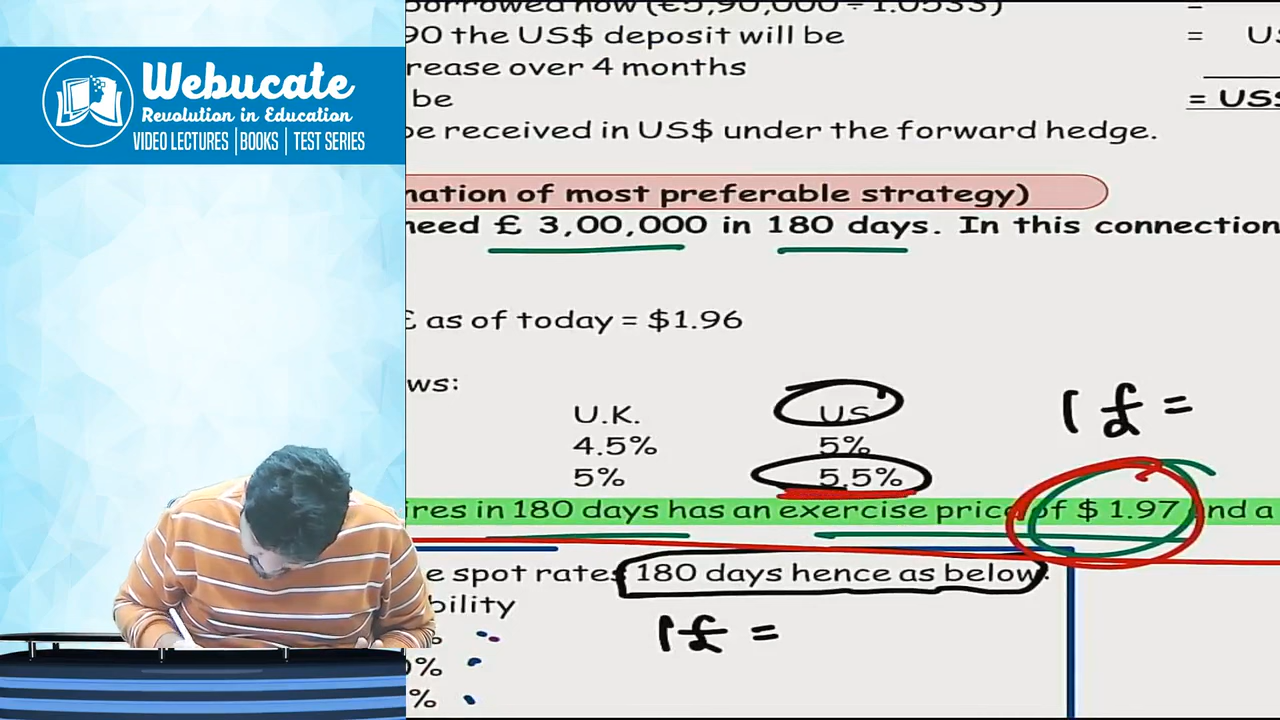 Webucate
Revolution in Education
VIDEO LECTURES | BOOKS | TEST SERIES
borrowed now (€5,90,000 ÷ 1.0533) =
90 the US$ deposit will be = US
rease over 4 months
be = US$
be received in US$ under the forward hedge.
nation of most preferable strategy)
need £ 3,00,000 in 180 days. In this connection
£ as of today = $1.96
ws:
U.K. US
4.5% 5%
5% 5.5%
1 £ =
ires in 180 days has an exercise price of $ 1.97 and a
e spot rates 180 days hence as below:
bility
1£ =
%
0%
%